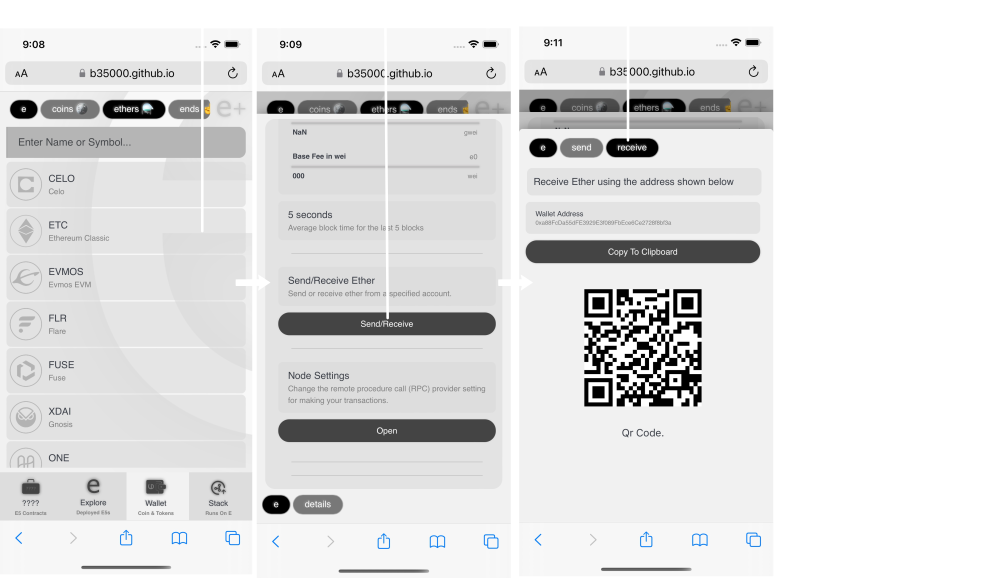 9:08
AA b35000.github.io
e coins ethers ends e+
Enter Name or Symbol...
CELO
Celo
ETC
Ethereum Classic
EVMOS
Evmos EVM
FLR
Flare
FUSE
Fuse
XDAI
Gnosis
ONE
???? Explore Wallet Stack
E5 Contracts Deployed E5s Coin & Tokens Runs On E
9:09
AA b35000.github.io
e coins ethers ends e+
NaN gwei
Base Fee in wei e0
000 wei
5 seconds
Average block time for the last 5 blocks
Send/Receive Ether
Send or receive ether from a specified account.
Send/Receive
Node Settings
Change the remote procedure call (RPC) provider setting
for making your transactions.
Open
e details
9:11
AA b35000.github.io
e coins ethers ends e+
e send receive
Receive Ether using the address shown below
Wallet Address
Copy To Clipboard
Qr Code.